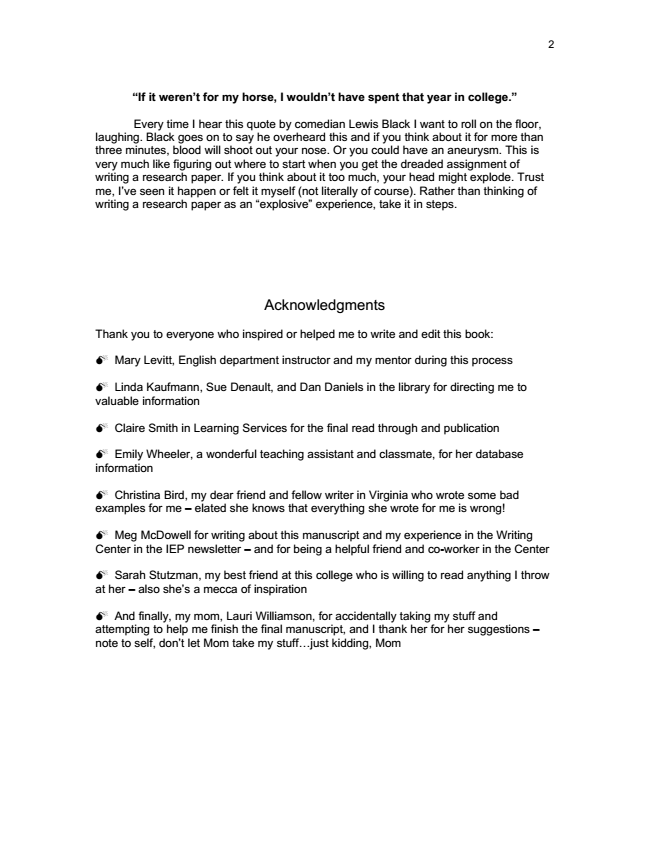 2
“If it weren’t for my horse, I wouldn’t have spent that year in college.”
Every time I hear this quote by comedian Lewis Black I want to roll on the floor,
laughing. Black goes on to say he overheard this and if you think about it for more than
three minutes, blood will shoot out your nose. Or you could have an aneurysm. This is
very much like figuring out where to start when you get the dreaded assignment of
writing a research paper. If you think about it too much, your head might explode. Trust
me, I’ve seen it happen or felt it myself (not literally of course). Rather than thinking of
writing a research paper as an “explosive” experience, take it in steps.
Acknowledgments
Thank you to everyone who inspired or helped me to write and edit this book:
💣 Mary Levitt, English department instructor and my mentor during this process
💣 Linda Kaufmann, Sue Denault, and Dan Daniels in the library for directing me to
valuable information
💣 Claire Smith in Learning Services for the final read through and publication
💣 Emily Wheeler, a wonderful teaching assistant and classmate, for her database
information
💣 Christina Bird, my dear friend and fellow writer in Virginia who wrote some bad
examples for me – elated she knows that everything she wrote for me is wrong!
💣 Meg McDowell for writing about this manuscript and my experience in the Writing
Center in the IEP newsletter – and for being a helpful friend and co-worker in the Center
💣 Sarah Stutzman, my best friend at this college who is willing to read anything I throw
at her – also she’s a mecca of inspiration
💣 And finally, my mom, Lauri Williamson, for accidentally taking my stuff and
attempting to help me finish the final manuscript, and I thank her for her suggestions –
note to self, don’t let Mom take my stuff…just kidding, Mom